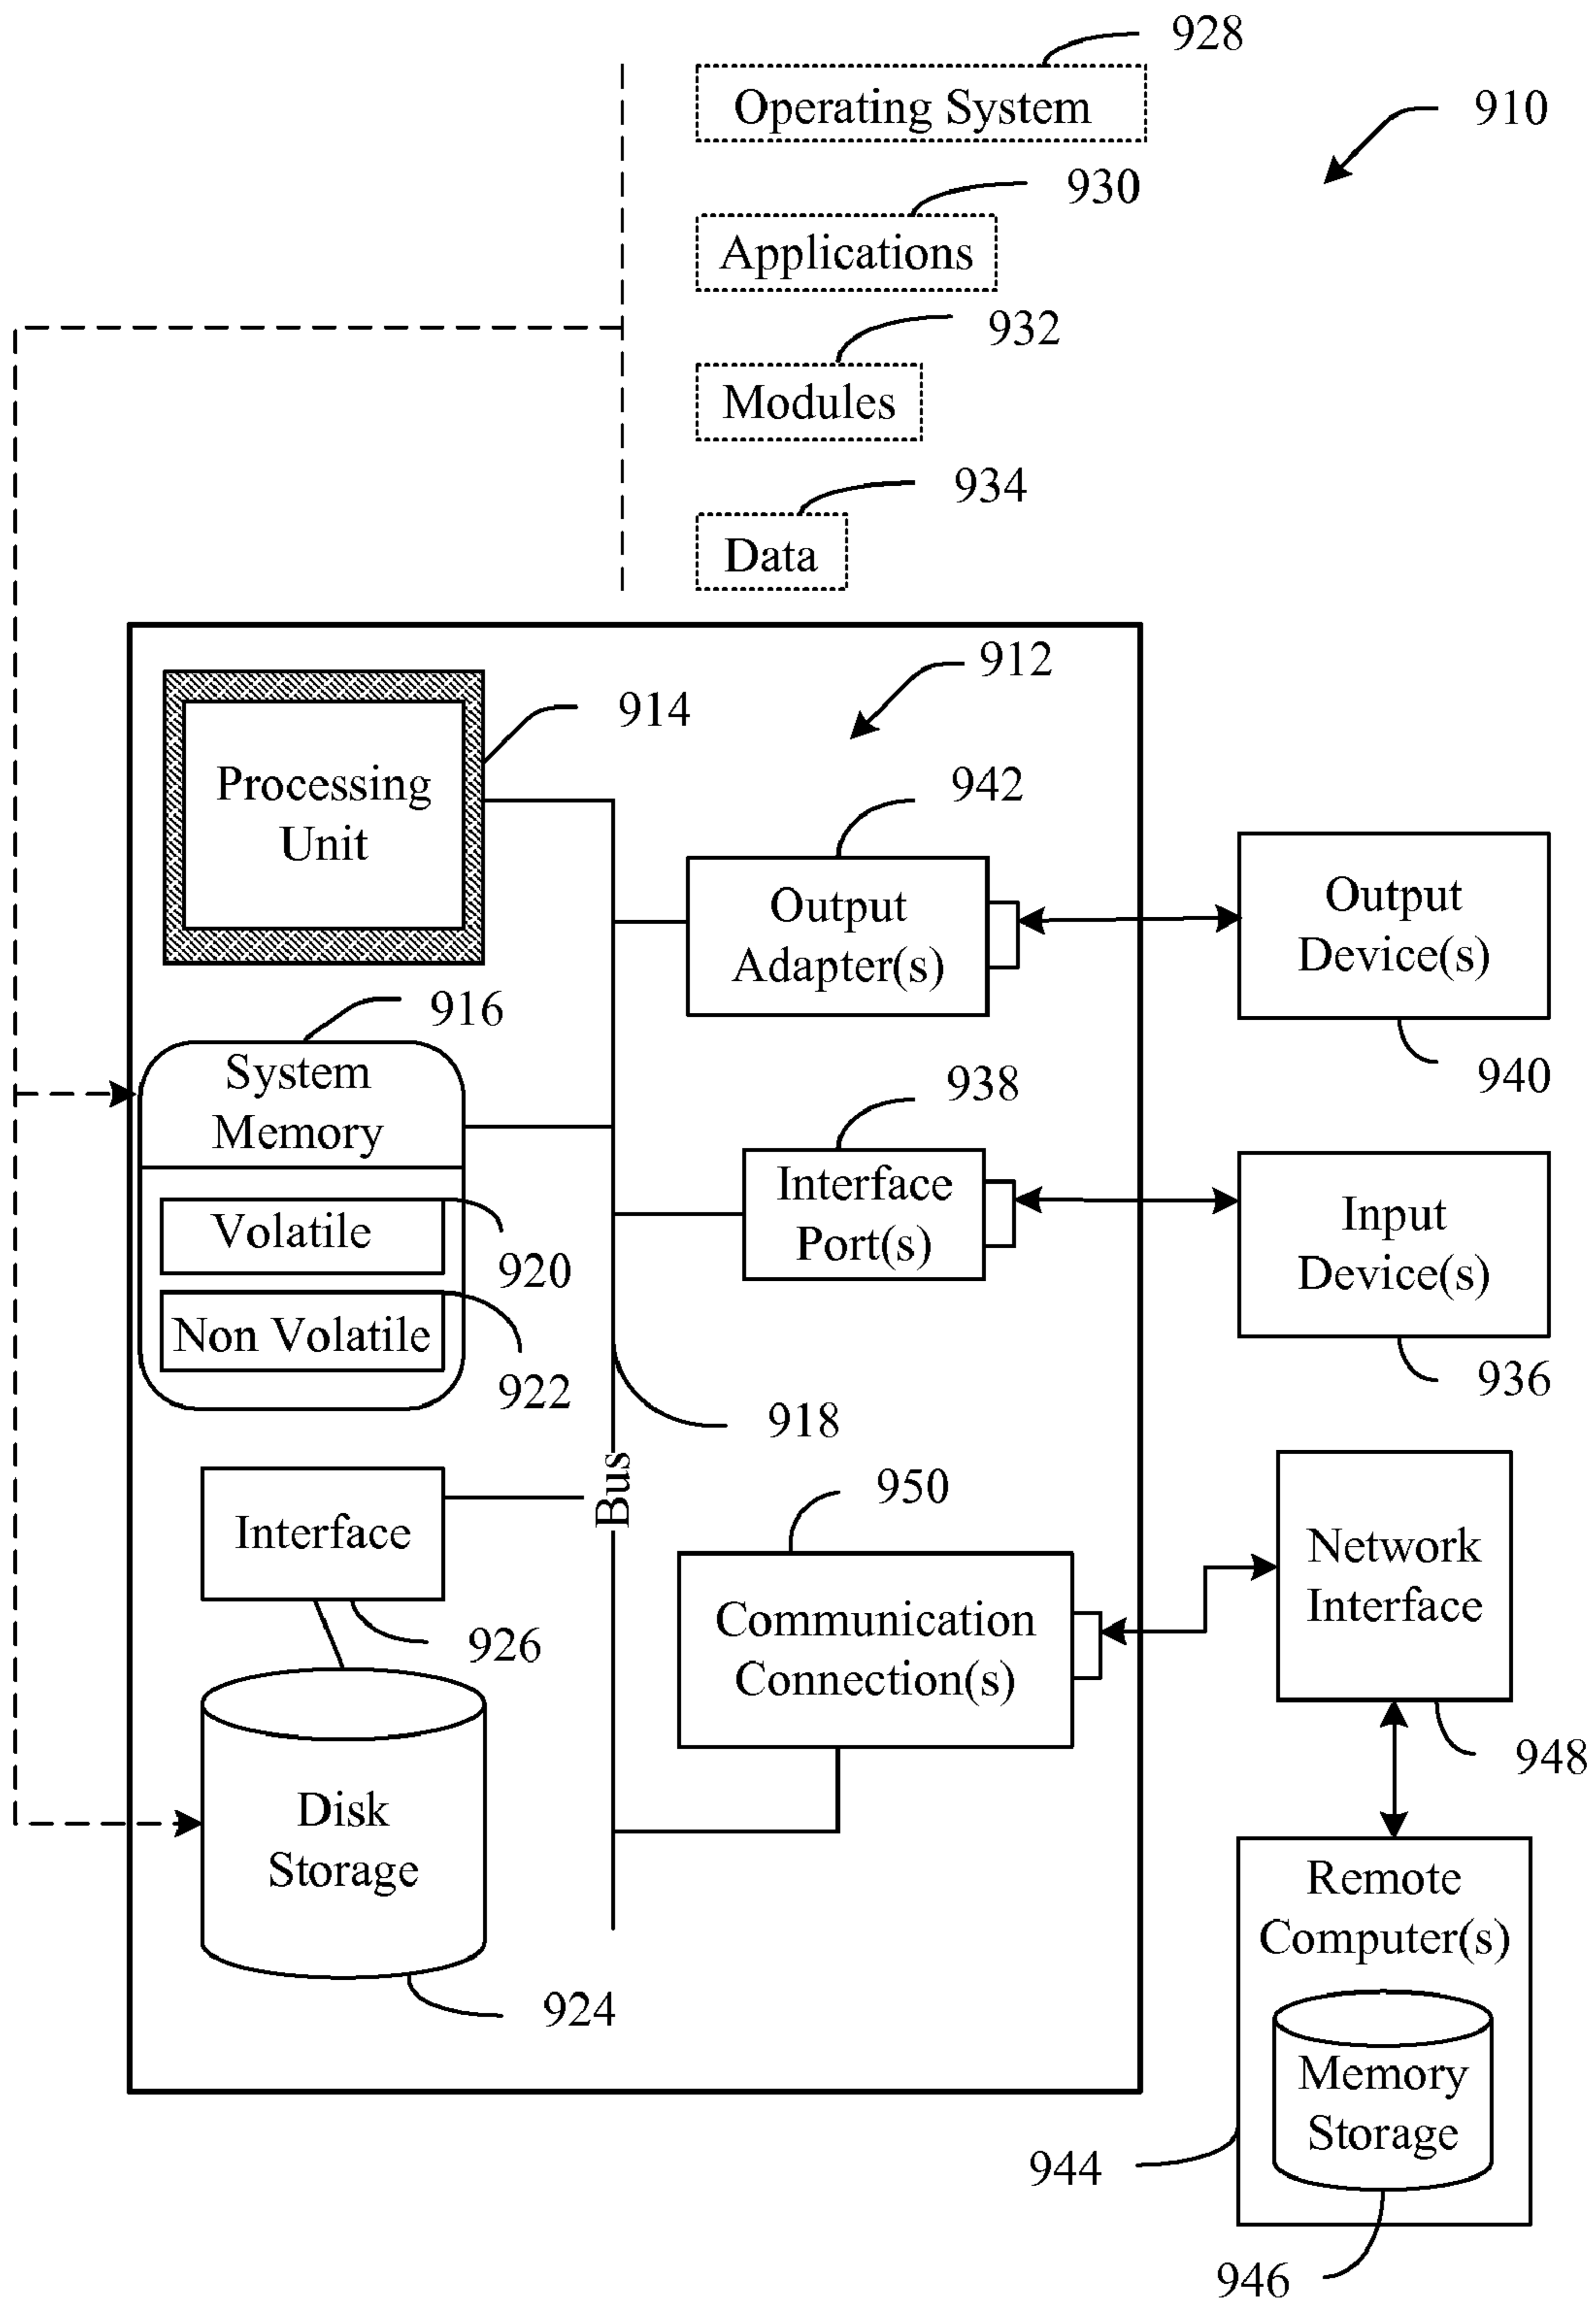 928
Operating System
910
930
Applications
932
Modules
934
Data
912
914
Processing
Unit
942
Output
Adapter(s)
Output
Device(s)
940
916
System
Memory
938
Interface
Port(s)
Input
Device(s)
936
Volatile
920
Non Volatile
922
918
Bus
Interface
926
950
Communication
Connection(s)
Network
Interface
948
Disk
Storage
924
Remote
Computer(s)
Memory
Storage
944
946